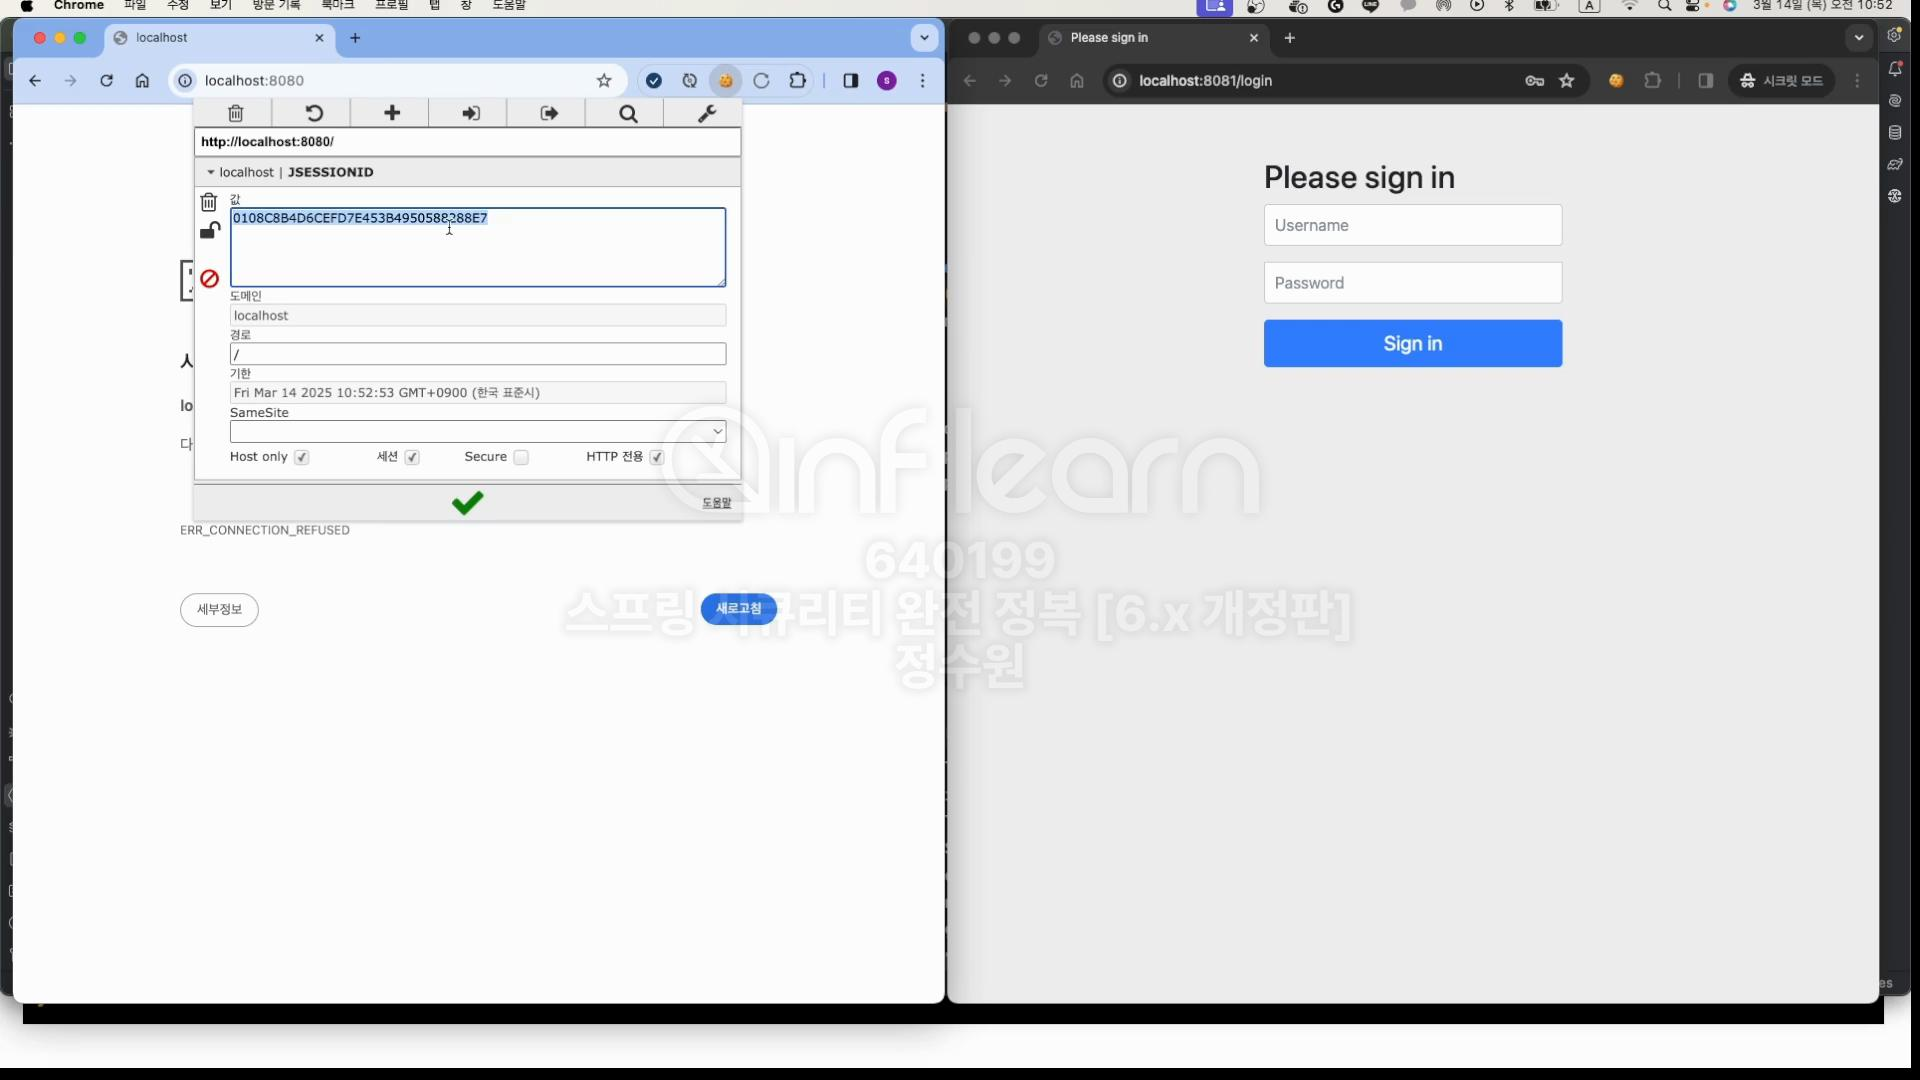 Chrome 파일 수정 보기 방문 기록 북마크 프로필 탭 창 도움말
A 3월 14일 (목) 오전 10:52
localhost
localhost:8080
S
http://localhost:8080/
localhost | JSESSIONID
값
0108C8B4D6CEFD7E453B4950588288E7
도메인
localhost
경로
/
기한
Fri Mar 14 2025 10:52:53 GMT+0900 (한국 표준시)
SameSite
Host only 세션 Secure HTTP 전용
도움말
ERR_CONNECTION_REFUSED
세부정보
새로고침
Please sign in
localhost:8081/login
시크릿 모드
Please sign in
Username
Password
Sign in
inflearn
640199
스프링 시큐리티 완전 정복 [6.x 개정판]
정수원
es